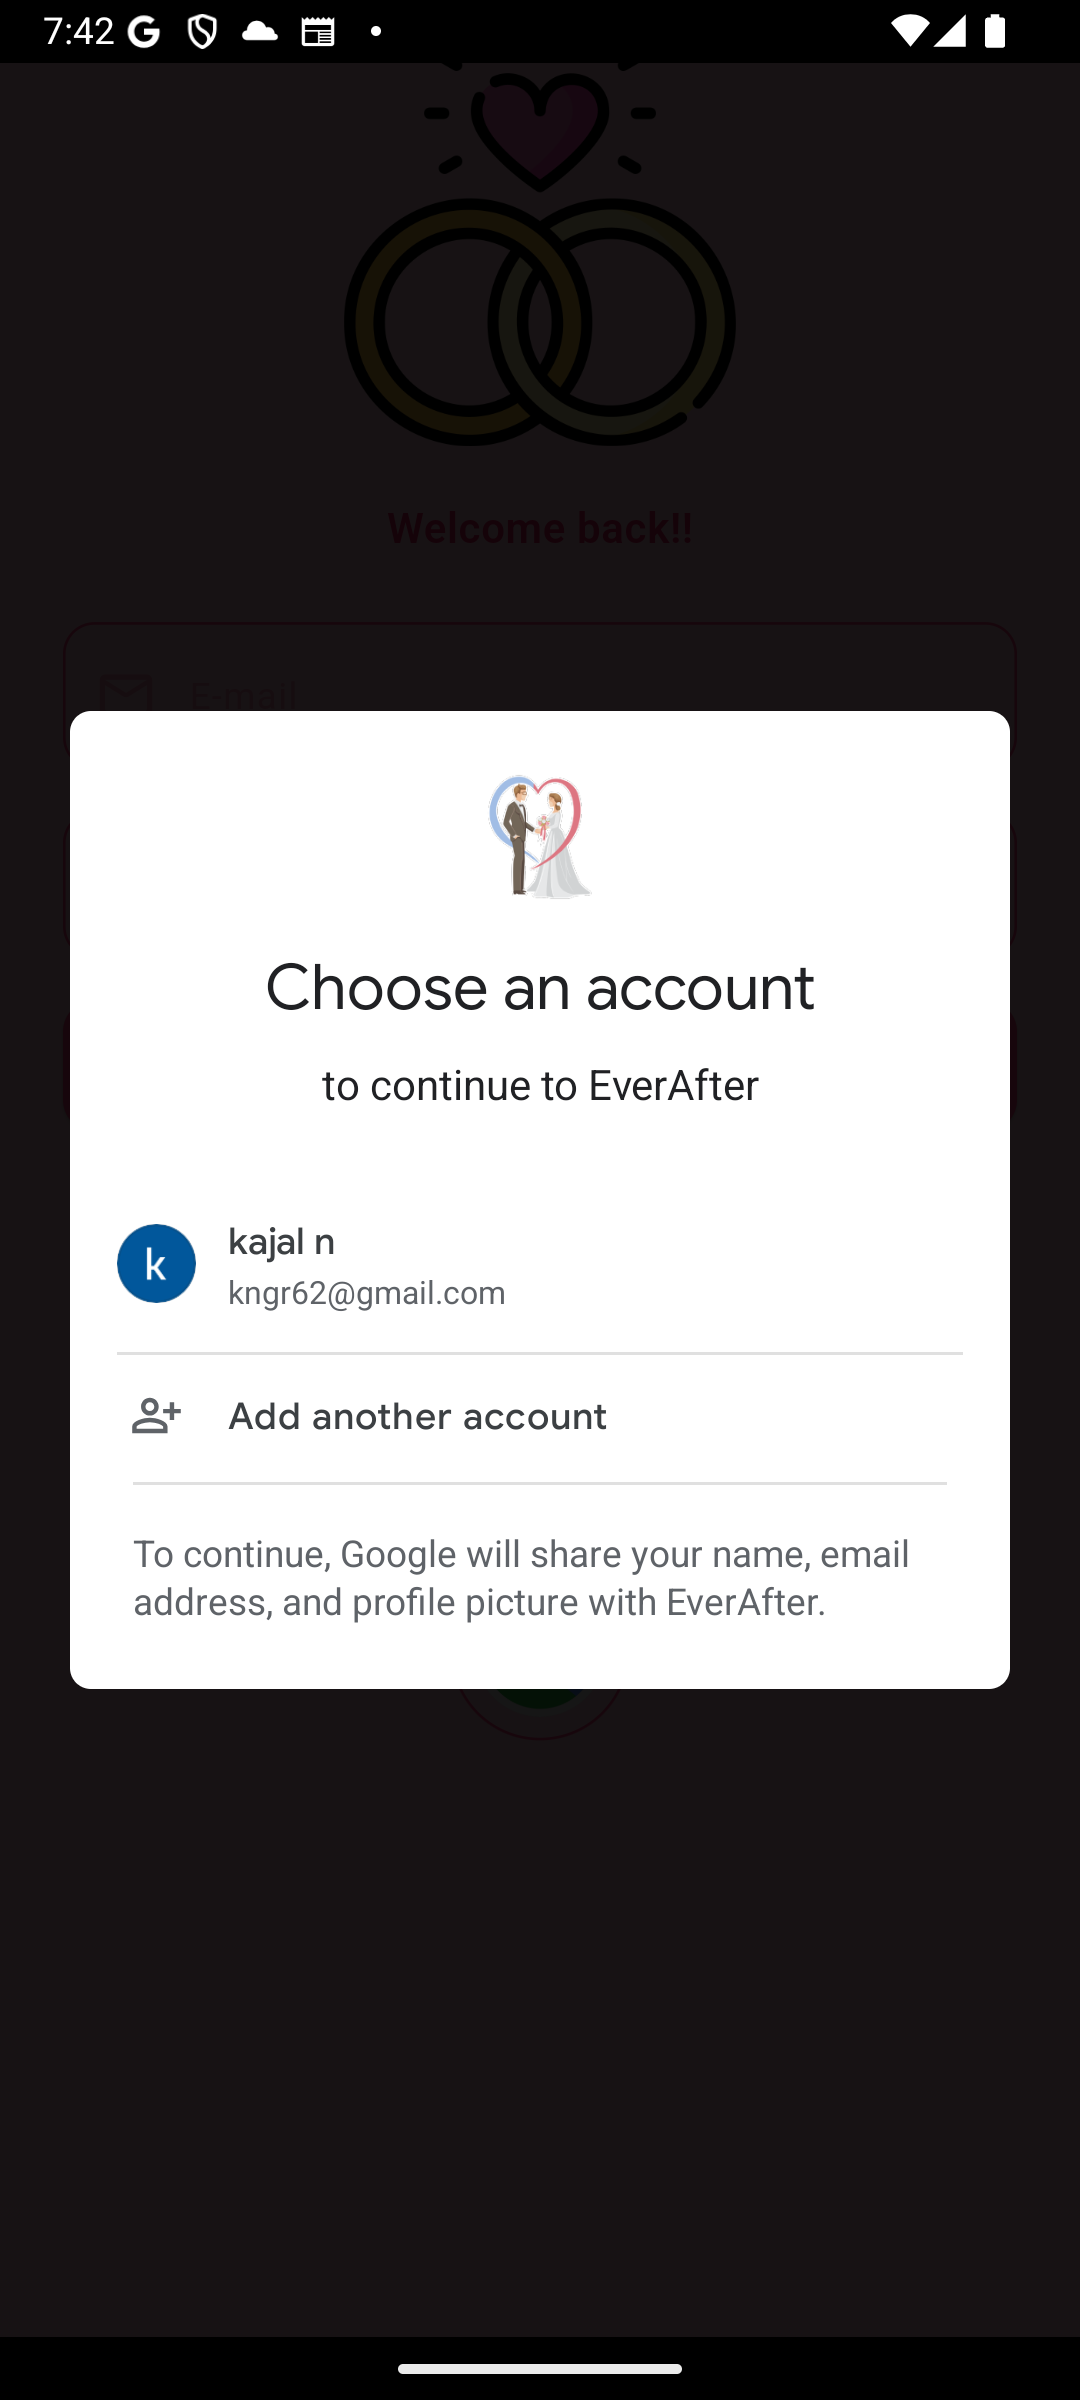 7:42
Welcome back!!
E-mail
Choose an account
to continue to EverAfter
k
kajal n
kngr62@gmail.com
Add another account
To continue, Google will share your name, email
address, and profile picture with EverAfter.